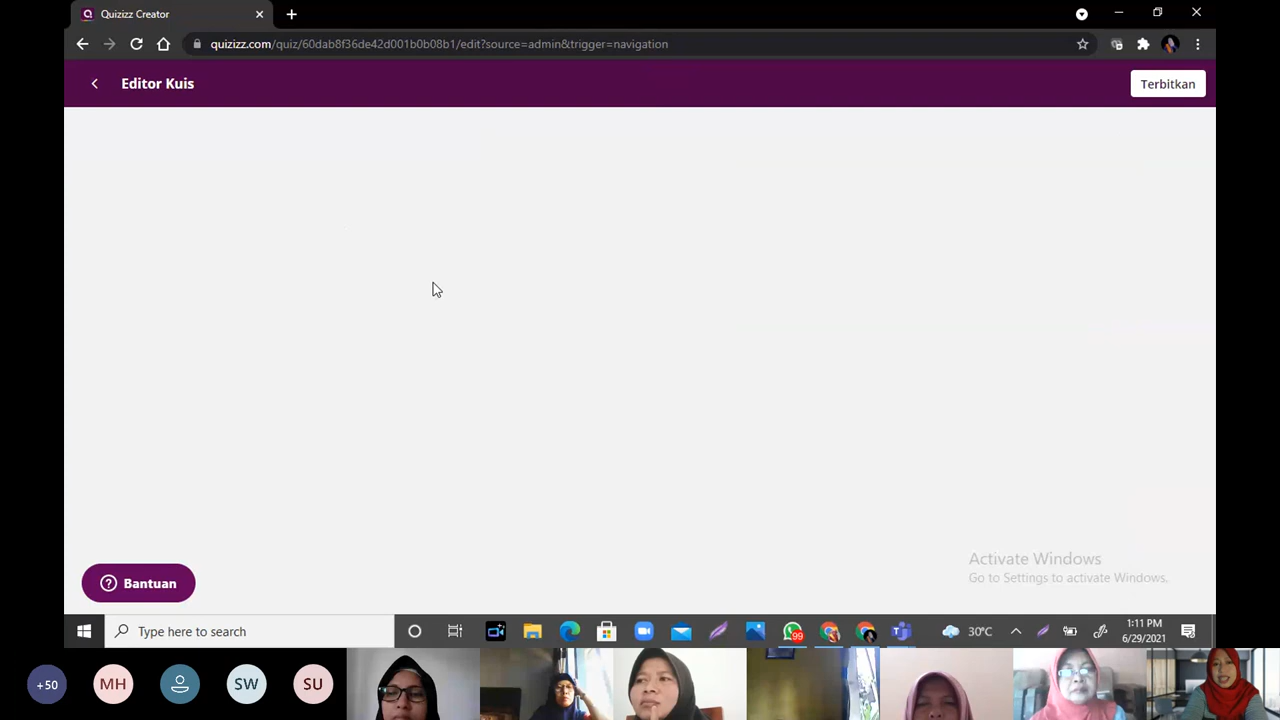 Quizizz Creator
quizizz.com/quiz/60dab8f36de42d001b0b08b1/edit?source=admin&trigger=navigation
Editor Kuis
Terbitkan
Activate Windows
Go to Settings to activate Windows.
Bantuan
Type here to search
99
30°C
1:11 PM
6/29/2021
+50
MH
SW
SU